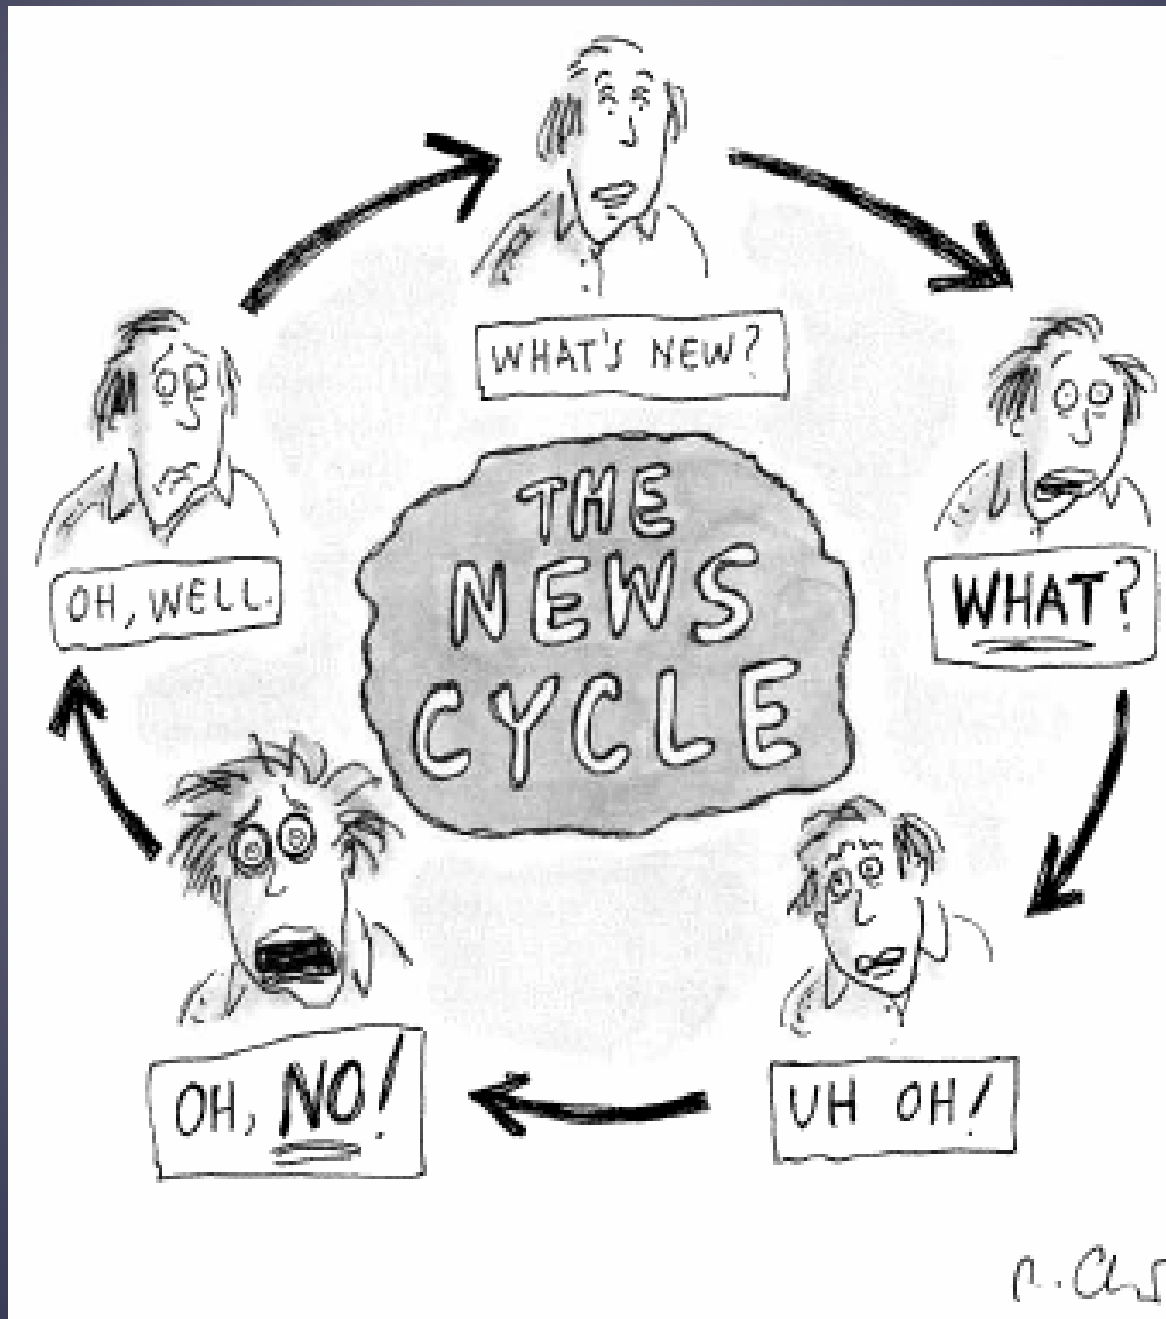 WHAT'S NEW?
WHAT?
UH OH!
OH, NO!
OH, WELL.
THE
NEWS
CYCLE